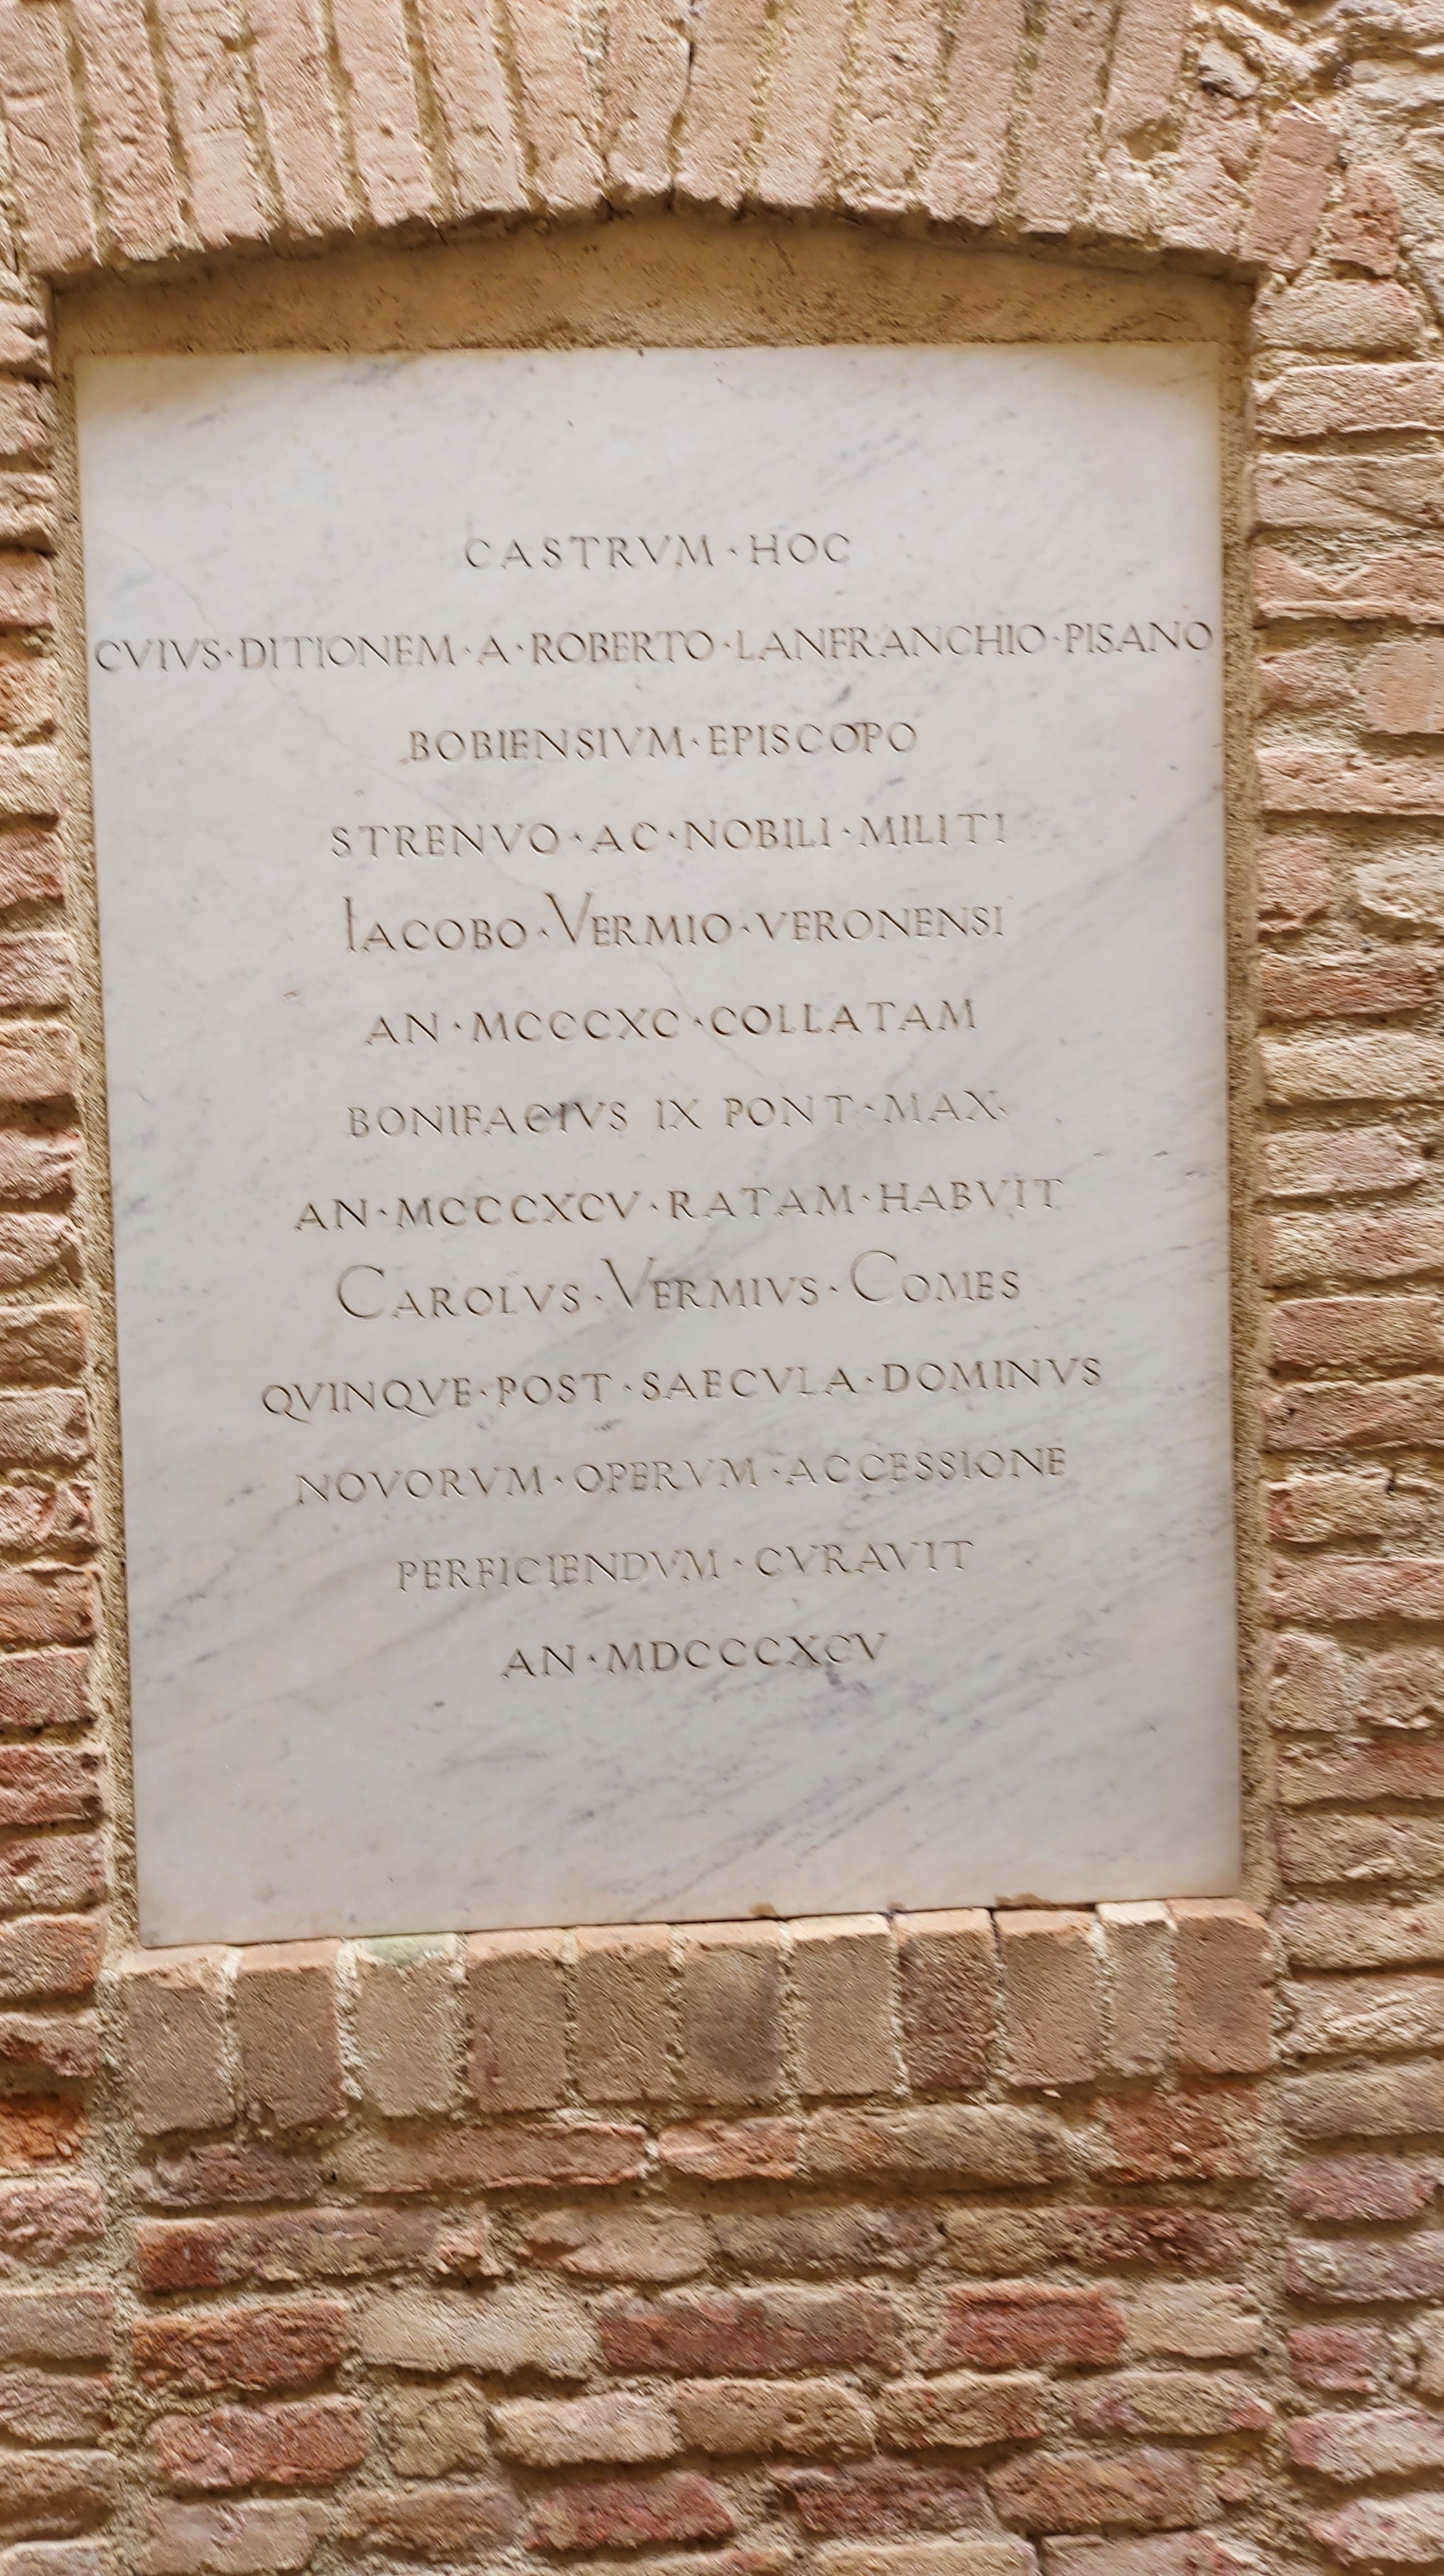 CASTRVM·HOC
CVIVS·DITIONEM·A·ROBERTO·LANFRANCHIO·PISANO
BOBIENSIVM·EPISCOPO
STRENVO·AC·NOBILI·MILITI
IACOBO·VERMIO·VERONENSI
AN·MCCCXC·COLLATAM
BONIFACIVS IX PONT·MAX·
AN·MCCCXCV·RATAM·HABVIT
CAROLVS·VERMIVS·COMES
QVINQVE·POST·SAECVLA·DOMINVS
NOVORVM·OPERVM·ACCESSIONE
PERFICIENDVM·CVRAVIT
AN·MDCCCXCV